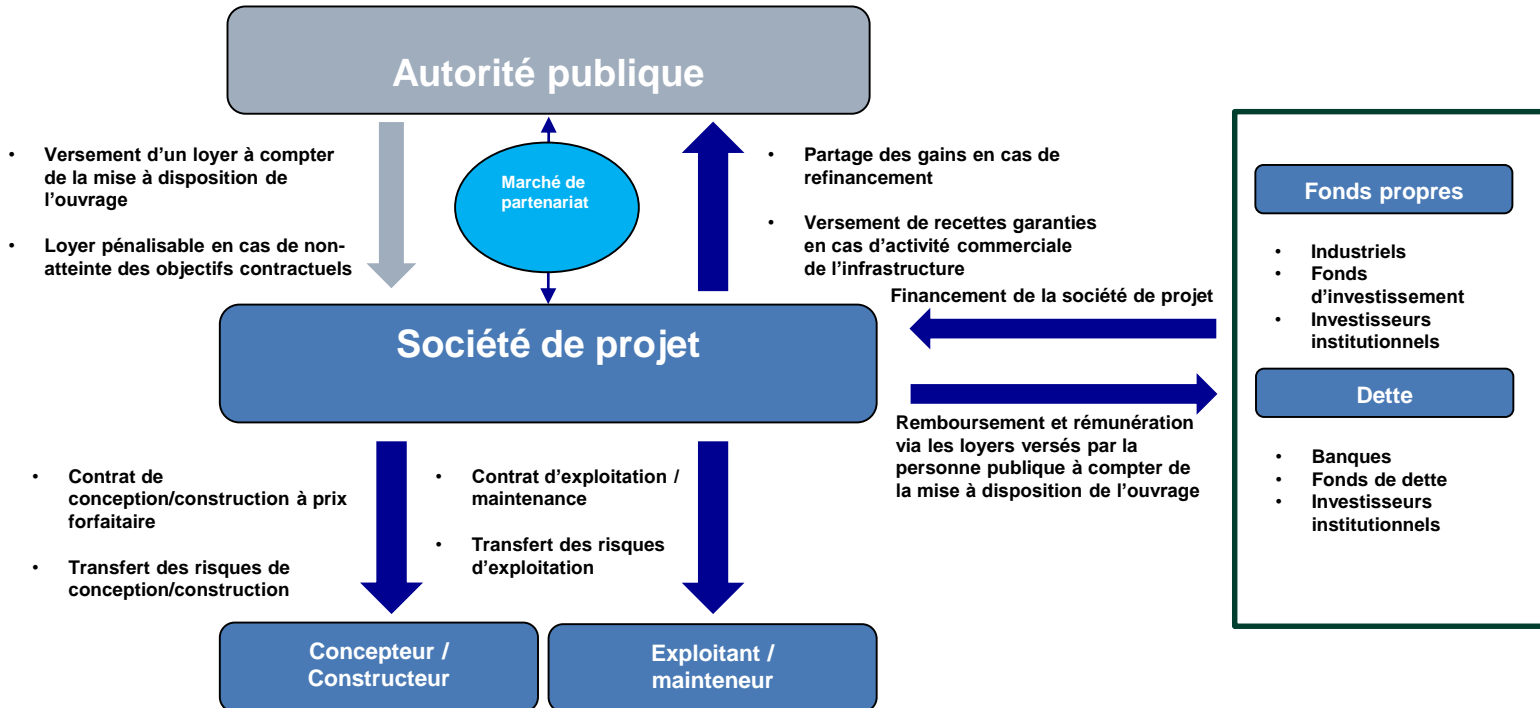 Autorité publique
• Versement d'un loyer à compter
de la mise à disposition de
l'ouvrage
• Loyer pénalisable en cas de non-
atteinte des objectifs contractuels
Marché de
partenariat
• Partage des gains en cas de
refinancement
• Versement de recettes garanties
en cas d'activité commerciale
de l'infrastructure
Financement de la société de projet
Société de projet
Remboursement et rémunération
via les loyers versés par la
personne publique à compter de
la mise à disposition de l'ouvrage
Fonds propres
• Industriels
• Fonds
d'investissement
• Investisseurs
institutionnels
Dette
• Banques
• Fonds de dette
• Investisseurs
institutionnels
• Contrat de
conception/construction à prix
forfaitaire
• Transfert des risques de
conception/construction
• Contrat d'exploitation /
maintenance
• Transfert des risques
d'exploitation
Concepteur /
Constructeur
Exploitant /
mainteneur